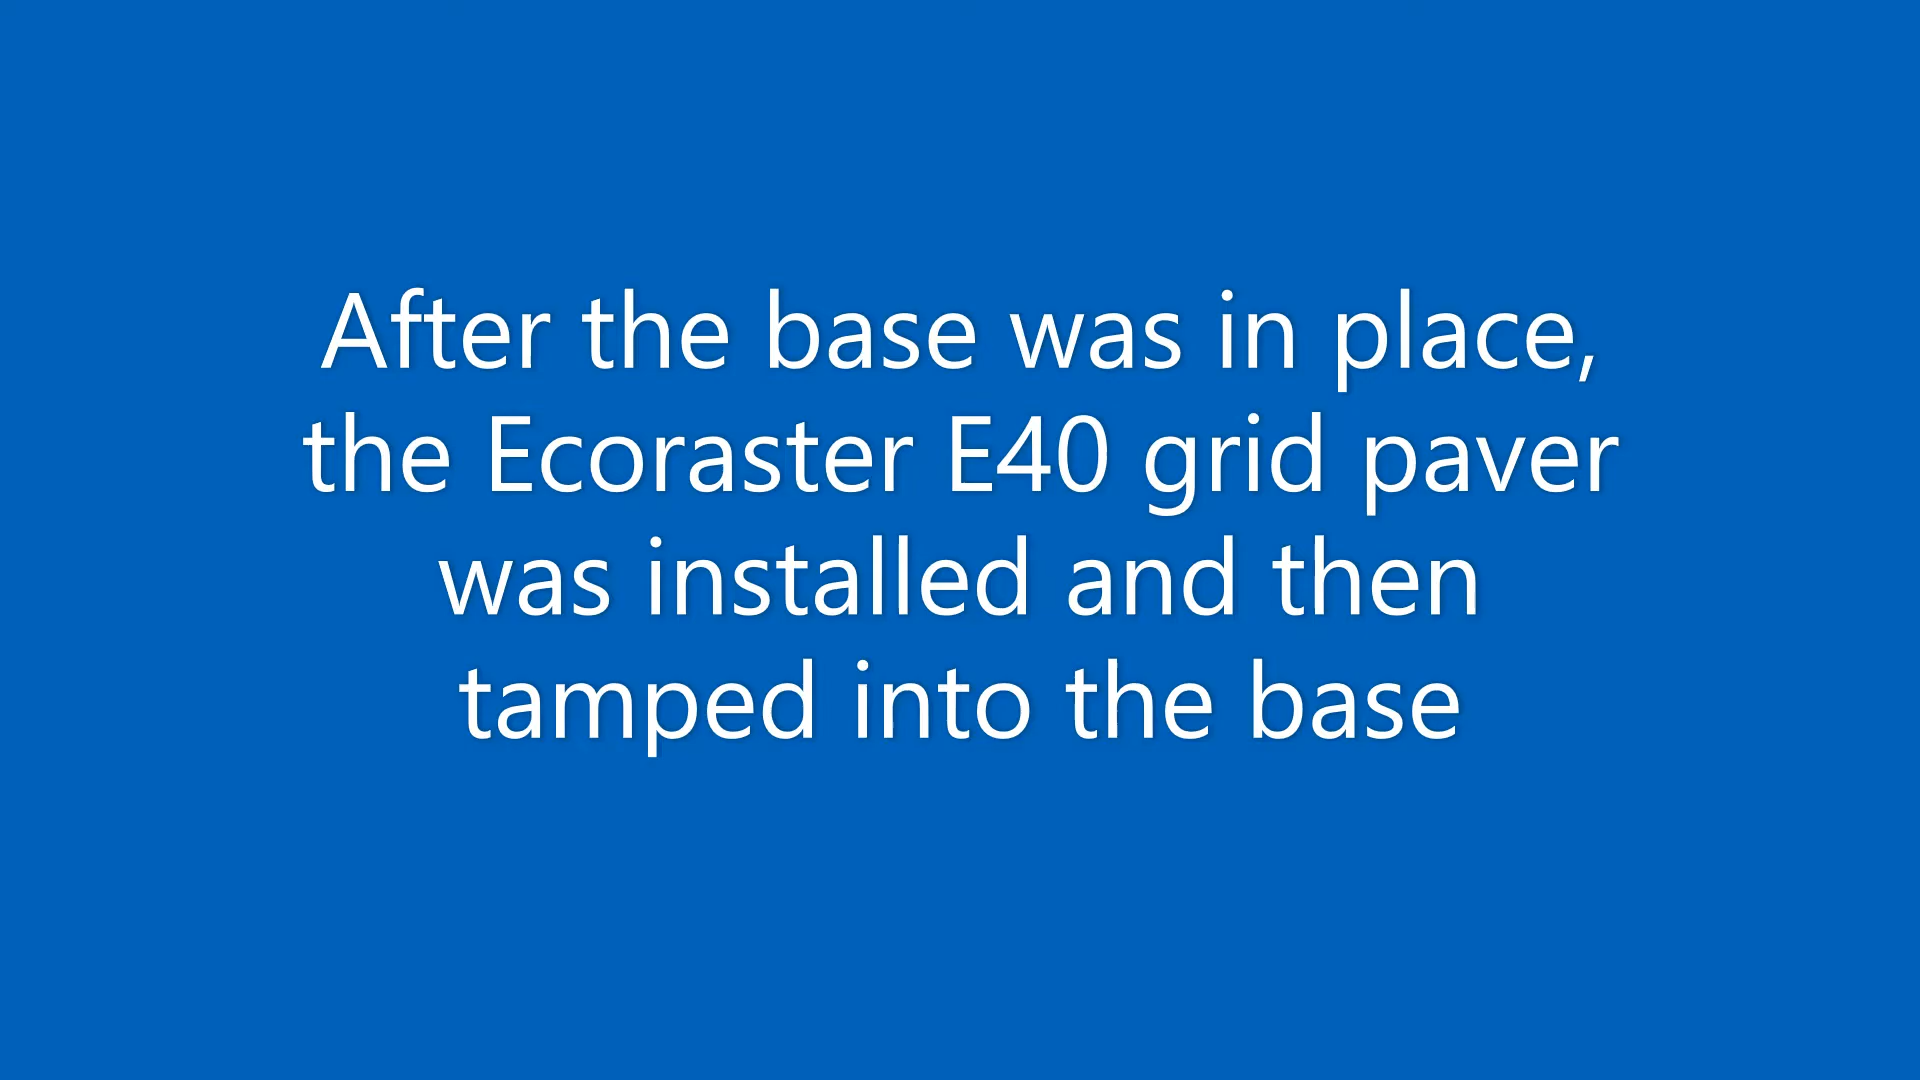 After the base was in place,
the Ecoraster E40 grid paver
was installed and then
tamped into the base